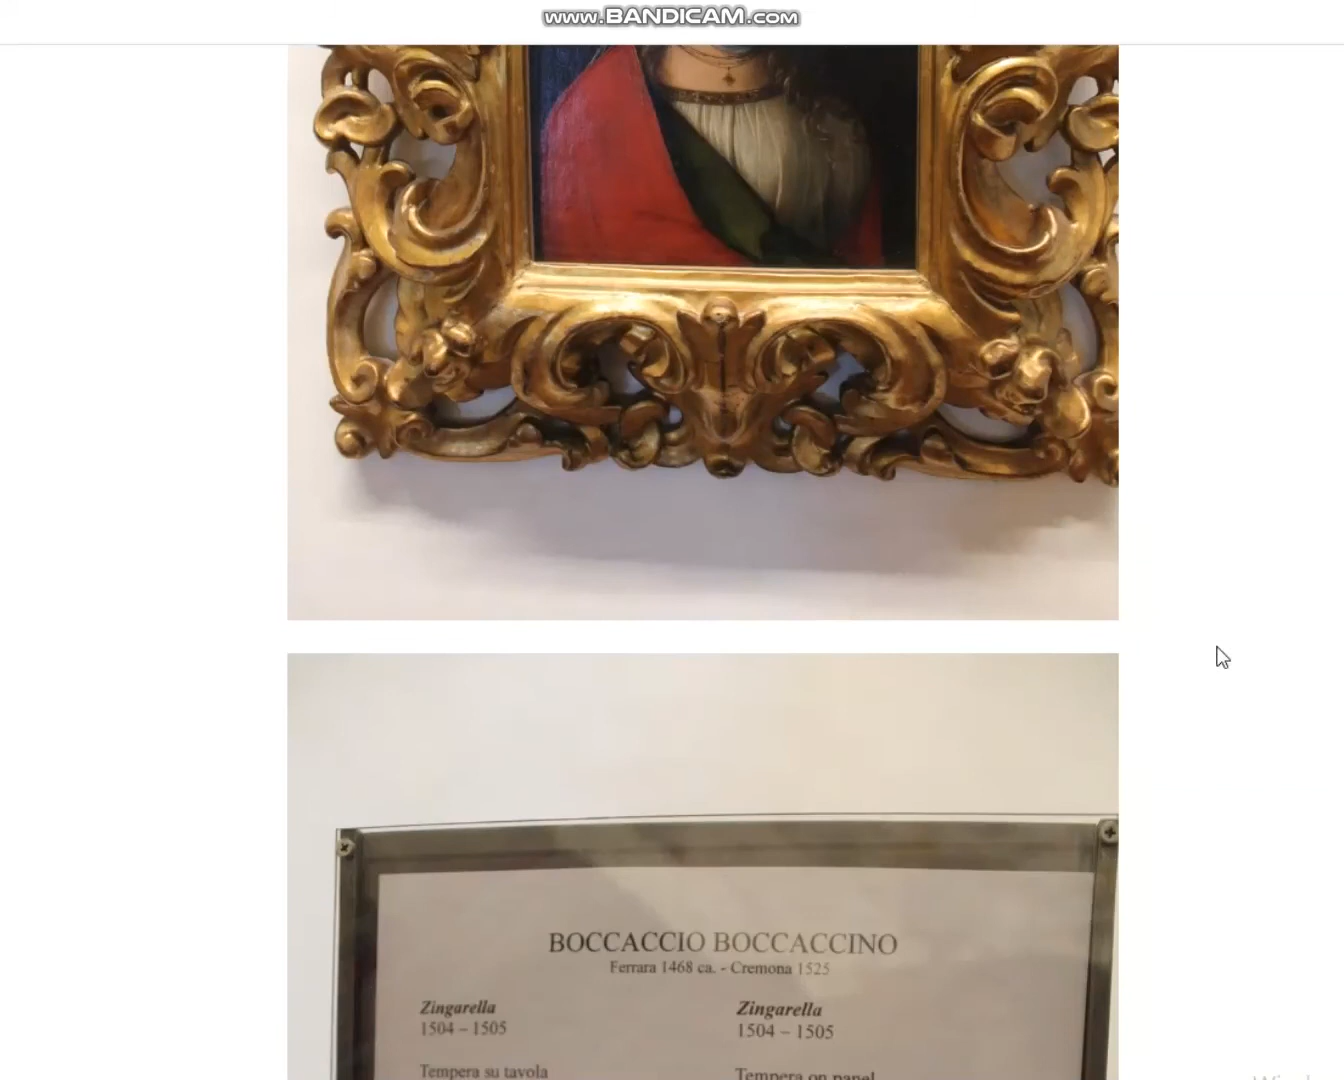 www.BANDICAM.com
BOCCACCIO BOCCACCINO
Ferrara 1468 ca. - Cremona 1525
Zingarella
1504 – 1505
Tempera su tavola
Zingarella
1504 – 1505
Tempera on panel